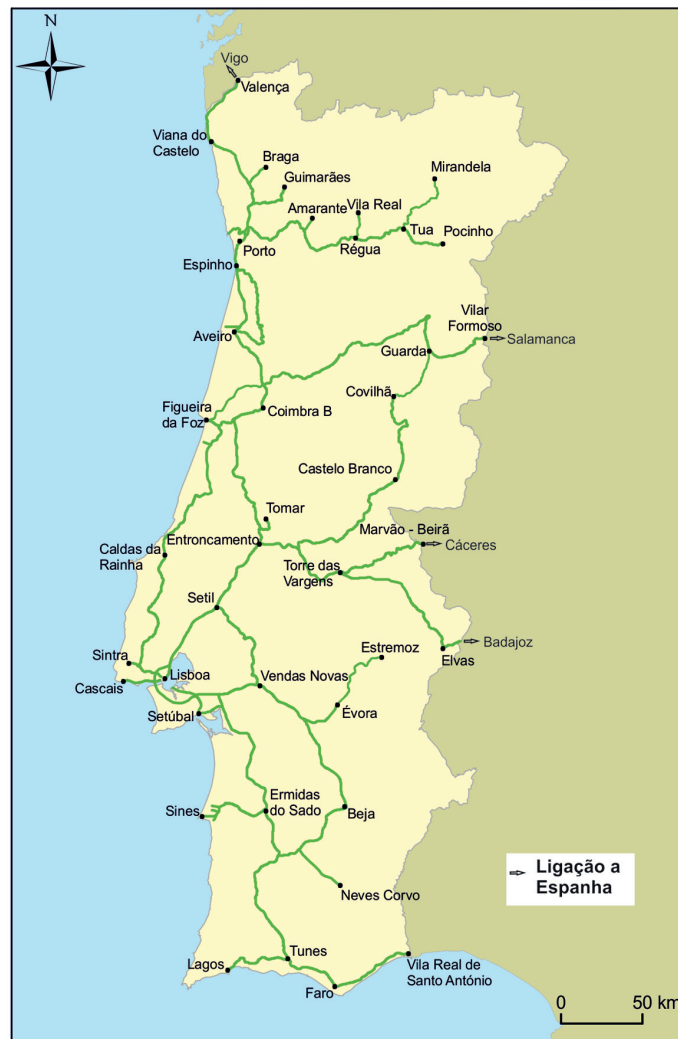 N
Vigo
Valença
Viana do
Castelo
Braga
Guimarães
Mirandela
Amarante
Vila Real
Porto
Régua
Tua
Pocinho
Espinho
Vilar
Formoso
Salamanca
Aveiro
Guarda
Covilhã
Figueira
da Foz
Coimbra B
Castelo Branco
Tomar
Marvão - Beirã
Entroncamento
Cáceres
Caldas da
Rainha
Torre das
Vargens
Setil
Estremoz
Badajoz
Elvas
Sintra
Lisboa
Vendas Novas
Cascais
Setúbal
Évora
Ermidas
do Sado
Sines
Beja
Ligação a
Espanha
Neves Corvo
Tunes
Lagos
Vila Real de
Santo António
Faro
0 50 km